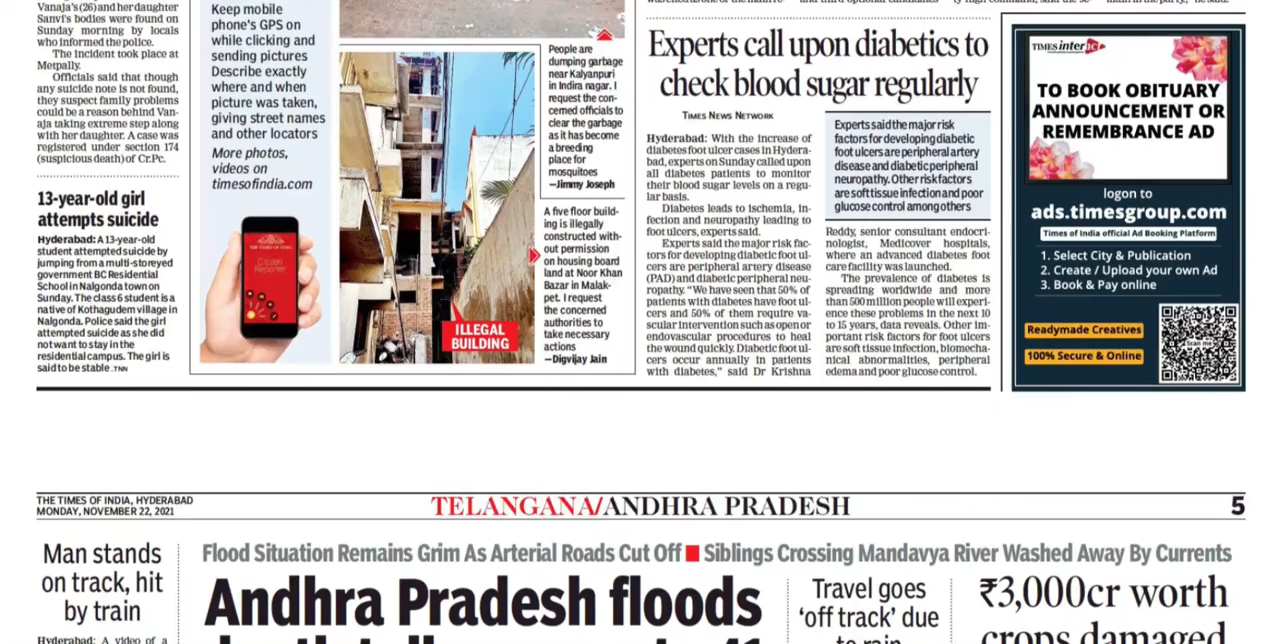 Vanaja's (26) and her daughter
Sanvi's bodies were found on
Sunday morning by locals
who informed the police.
The incident took place at
Metpally.
Officials said that though
any suicide note is not found,
they suspect family problems
could be a reason behind Van-
aja taking extreme step along
with her daughter. A case was
registered under section 174
(suspicious death) of Cr.Pc.
13-year-old girl
attempts suicide
Hyderabad: A 13-year-old
student attempted suicide by
jumping from a multi-storeyed
government BC Residential
School in Nalgonda town on
Sunday. The class 6 student is a
native of Kothagudem village in
Nalgonda. Police said the girl
attempted suicide as she did
not want to stay in the
residential campus. The girl is
said to be stable. TNN
Keep mobile
phone's GPS on
while clicking and
sending pictures
Describe exactly
where and when
picture was taken,
giving street names
and other locators
More photos,
videos on
timesofindia.com
THE TIMES OF INDIA
Citizen
Reporter
ILLEGAL
BUILDING
People are
dumping garbage
near Kalyanpuri
in Indira nagar. I
request the con-
cerned officials to
clear the garbage
as it has become
a breeding
place for
mosquitoes
—Jimmy Joseph
A five floor build-
ing is illegally
constructed with-
out permission
on housing board
land at Noor Khan
Bazar in Malak-
pet. I request
the concerned
authorities to
take necessary
actions
—Digvijay Jain
Experts call upon diabetics to
check blood sugar regularly
TIMES NEWS NETWORK
Hyderabad: With the increase of
diabetes foot ulcer cases in Hydera-
bad, experts on Sunday called upon
all diabetes patients to monitor
their blood sugar levels on a regu-
lar basis.
Diabetes leads to ischemia, in-
fection and neuropathy leading to
foot ulcers, experts said.
Experts said the major risk fac-
tors for developing diabetic foot ul-
cers are peripheral artery disease
(PAD) and diabetic peripheral neu-
ropathy. "We have seen that 50% of
patients with diabetes have foot ul-
cers and 50% of them require va-
scular intervention such as open or
endovascular procedures to heal
the wound quickly. Diabetic foot ul-
cers occur annually in patients
with diabetes," said Dr Krishna
Experts said the major risk
factors for developing diabetic
foot ulcers are peripheral artery
disease and diabetic peripheral
neuropathy. Other risk factors
are soft tissue infection and poor
glucose control among others
Reddy, senior consultant endocri-
nologist, Medicover hospitals,
where an advanced diabetes foot
care facility was launched.
The prevalence of diabetes is
spreading worldwide and more
than 500 million people will experi-
ence these problems in the next 10
to 15 years, data reveals. Other im-
portant risk factors for foot ulcers
are soft tissue infection, biomecha-
nical abnormalities, peripheral
edema and poor glucose control.
TIMES interact
TO BOOK OBITUARY
ANNOUNCEMENT OR
REMEMBRANCE AD
logon to
ads.timesgroup.com
Times of India official Ad Booking Platform
1. Select City & Publication
2. Create / Upload your own Ad
3. Book & Pay online
Readymade Creatives
100% Secure & Online
Scan me
THE TIMES OF INDIA, HYDERABAD
MONDAY, NOVEMBER 22, 2021
TELANGANA/ANDHRA PRADESH
5
Man stands
on track, hit
by train
Hyderabad: A video of a
Flood Situation Remains Grim As Arterial Roads Cut Off ■ Siblings Crossing Mandavya River Washed Away By Currents
Andhra Pradesh floods
Travel goes
'off track' due
to rain
₹3,000cr worth
crops damaged